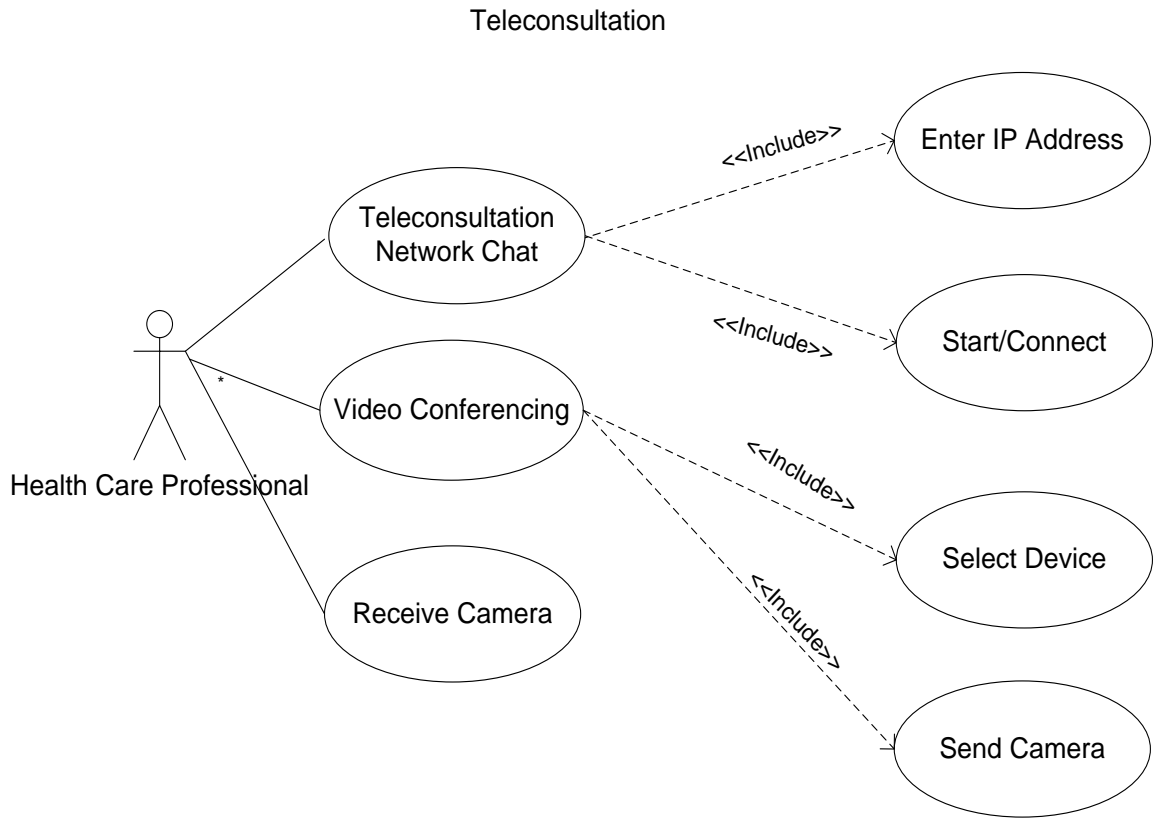 Teleconsultation
<<Include>>
Enter IP Address
Teleconsultation
Network Chat
<<Include>>
Start/Connect
*
Video Conferencing
Health Care Professional
<<Include>>
Select Device
Receive Camera
<<Include>>
Send Camera